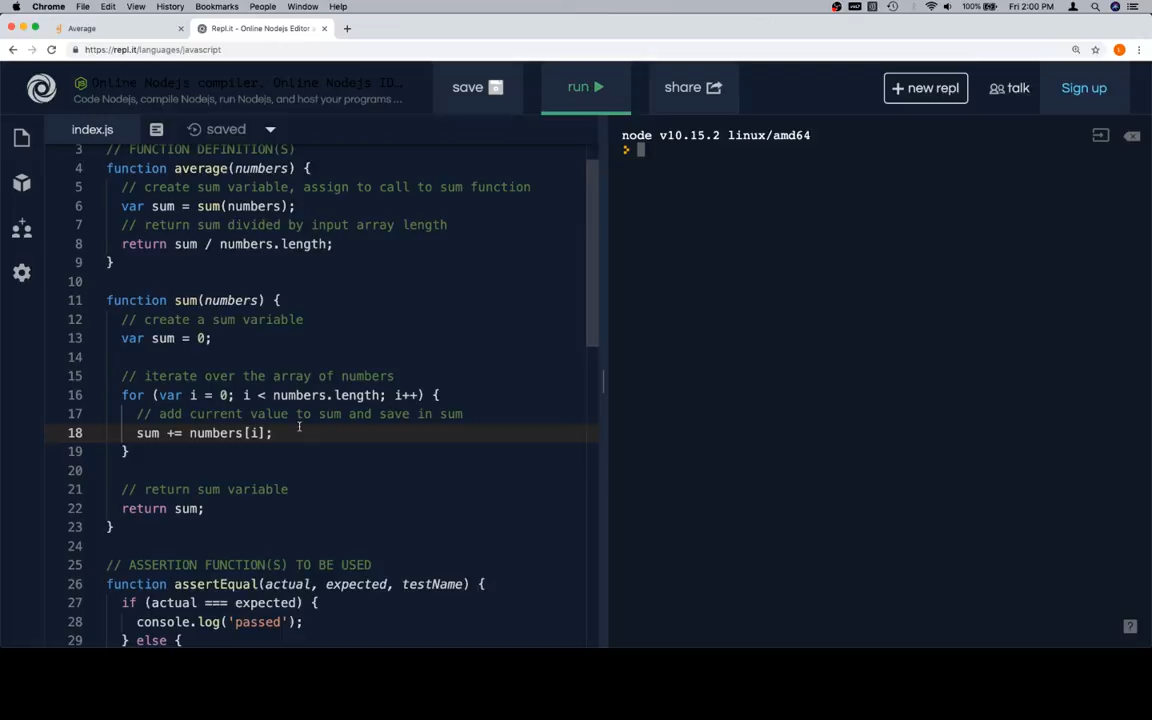 Chrome File Edit View History Bookmarks People Window Help 100% Fri 2:00 PM
Average
Repl.it - Online Nodejs Editor a
https://repl.it/languages/javascript
Online Nodejs compiler, Online Nodejs ID...
Code Nodejs, compile Nodejs, run Nodejs, and host your programs ...
save
run
share
+ new repl
talk
Sign up
index.js
saved
3 // FUNCTION DEFINITION(S)
4 function average(numbers) {
5 // create sum variable, assign to call to sum function
6 var sum = sum(numbers);
7 // return sum divided by input array length
8 return sum / numbers.length;
9 }
10
11 function sum(numbers) {
12 // create a sum variable
13 var sum = 0;
14
15 // iterate over the array of numbers
16 for (var i = 0; i < numbers.length; i++) {
17 // add current value to sum and save in sum
18 sum += numbers[i];
19 }
20
21 // return sum variable
22 return sum;
23 }
24
25 // ASSERTION FUNCTION(S) TO BE USED
26 function assertEqual(actual, expected, testName) {
27 if (actual === expected) {
28 console.log('passed');
29 } else {
node v10.15.2 linux/amd64
>
?